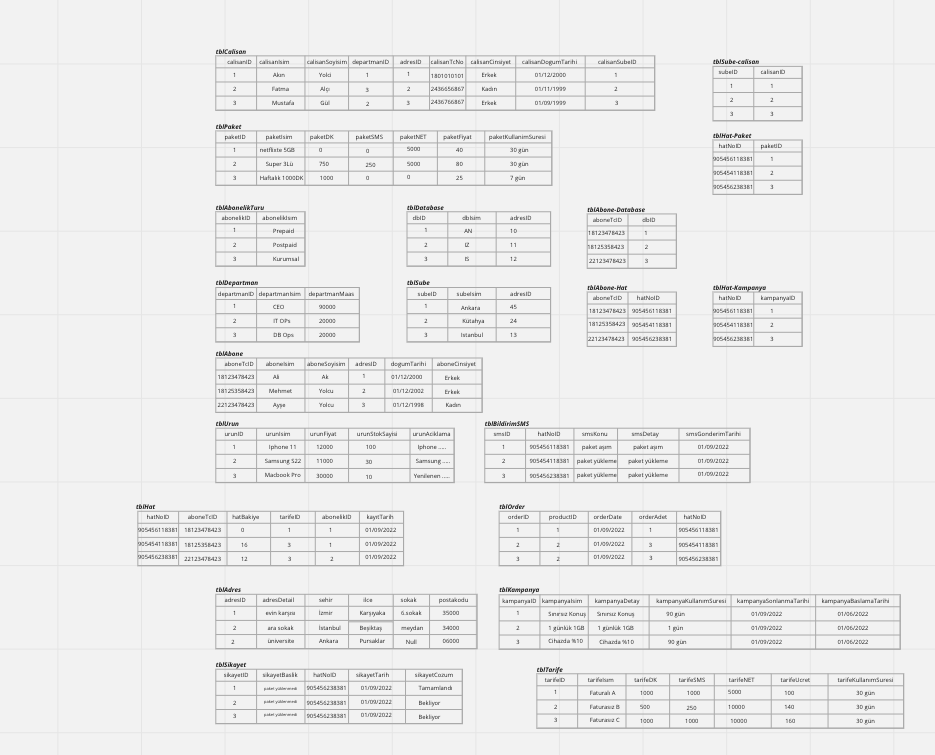 tblCalisan
calisanID calisanIsim calisanSoyisim departmanID adresID calisanTcNo calisanCinsiyet calisanDogumTarihi calisanSubeID
1 Akın Yolci 1 1 1801010101 Erkek 01/12/2000 1
2 Fatma Alçı 3 2 2436656867 Kadın 01/11/1999 2
3 Mustafa Gül 2 3 2436766867 Erkek 01/09/1999 3
tblSube-calisan
subeID calisanID
1 1
2 2
3 3
tblPaket
paketID paketIsim paketDK paketSMS paketNET paketFiyat paketKullanimSuresi
1 netflixte 5GB 0 0 5000 40 30 gün
2 Super 3Lü 750 250 5000 80 30 gün
3 Haftalık 1000DK 1000 0 0 25 7 gün
tblHat-Paket
hatNoID paketID
905456118381 1
905454118381 2
905456238381 3
tblAbonelikTuru
abonelikID abonelikIsim
1 Prepaid
2 Postpaid
3 Kurumsal
tblDatabase
dbID dbIsim adresID
1 AN 10
2 IZ 11
3 IS 12
tblAbone-Database
aboneTcID dbID
18123478423 1
18125358423 2
22123478423 3
tblDepartman
departmanID departmanIsim departmanMaas
1 CEO 90000
2 IT OPs 20000
3 DB Ops 20000
tblSube
subeID subeIsim adresID
1 Ankara 45
2 Kütahya 24
3 Istanbul 13
tblAbone-Hat
aboneTcID hatNoID
18123478423 905456118381
18125358423 905454118381
22123478423 905456238381
tblHat-Kampanya
hatNoID kampanyaID
905456118381 1
905454118381 2
905456238381 3
tblAbone
aboneTcID aboneIsim aboneSoyisim adresID dogumTarihi aboneCinsiyet
18123478423 Ali Ak 1 01/12/2000 Erkek
18125358423 Mehmet Yolcu 2 01/12/2002 Erkek
22123478423 Ayşe Yolcu 3 01/12/1998 Kadın
tblUrun
urunID urunIsim urunFiyat urunStokSayisi urunAciklama
1 Iphone 11 12000 100 Iphone .....
2 Samsung S22 11000 30 Samsung .....
3 Macbook Pro 30000 10 Yenilenen .....
tblBildirimSMS
smsID hatNoID smsKonu smsDetay smsGonderimTarihi
1 905456118381 paket aşım paket aşım 01/09/2022
2 905454118381 paket yükleme paket yükleme 01/09/2022
3 905456238381 paket yükleme paket yükleme 01/09/2022
tblHat
hatNoID aboneTcID hatBakiye tarifeID abonelikID kayıtTarih
905456118381 18123478423 0 1 1 01/09/2022
905454118381 18125358423 16 3 1 01/09/2022
905456238381 22123478423 12 3 2 01/09/2022
tblOrder
orderID productID orderDate orderAdet hatNoID
1 1 01/09/2022 1 905456118381
2 2 01/09/2022 3 905454118381
3 2 01/09/2022 3 905456238381
tblAdres
adresID adresDetail sehir ilce sokak postakodu
1 evin karşısı İzmir Karşıyaka 6.sokak 35000
2 ara sokak İstanbul Beşiktaş meydan 34000
2 üniversite Ankara Pursaklar Null 06000
tblKampanya
kampanyaID kampanyaIsim kampanyaDetay kampanyaKullanımSuresi kampanyaSonlanmaTarihi kampanyaBaslamaTarihi
1 Sınırsız Konuş Sınırsız Konuş 90 gün 01/09/2022 01/06/2022
2 1 günlük 1GB 1 günlük 1GB 1 gün 01/09/2022 01/06/2022
3 Cihazda %10 Cihazda %10 90 gün 01/09/2022 01/06/2022
tblSikayet
sikayetID sikayetBaslik hatNoID sikayetTarih sikayetCozum
1 paket yüklenmedi 905456238381 01/09/2022 Tamamlandı
2 paket yüklenmedi 905456238381 01/09/2022 Bekliyor
3 paket yüklenmedi 905456238381 01/09/2022 Bekliyor
tblTarife
tarifeID tarifeIsm tarifeDK tarifeSMS tarifeNET tarifeUcret tarifeKullanımSuresi
1 Faturalı A 1000 1000 5000 100 30 gün
2 Faturasız B 500 250 10000 140 30 gün
3 Faturasız C 1000 1000 10000 160 30 gün